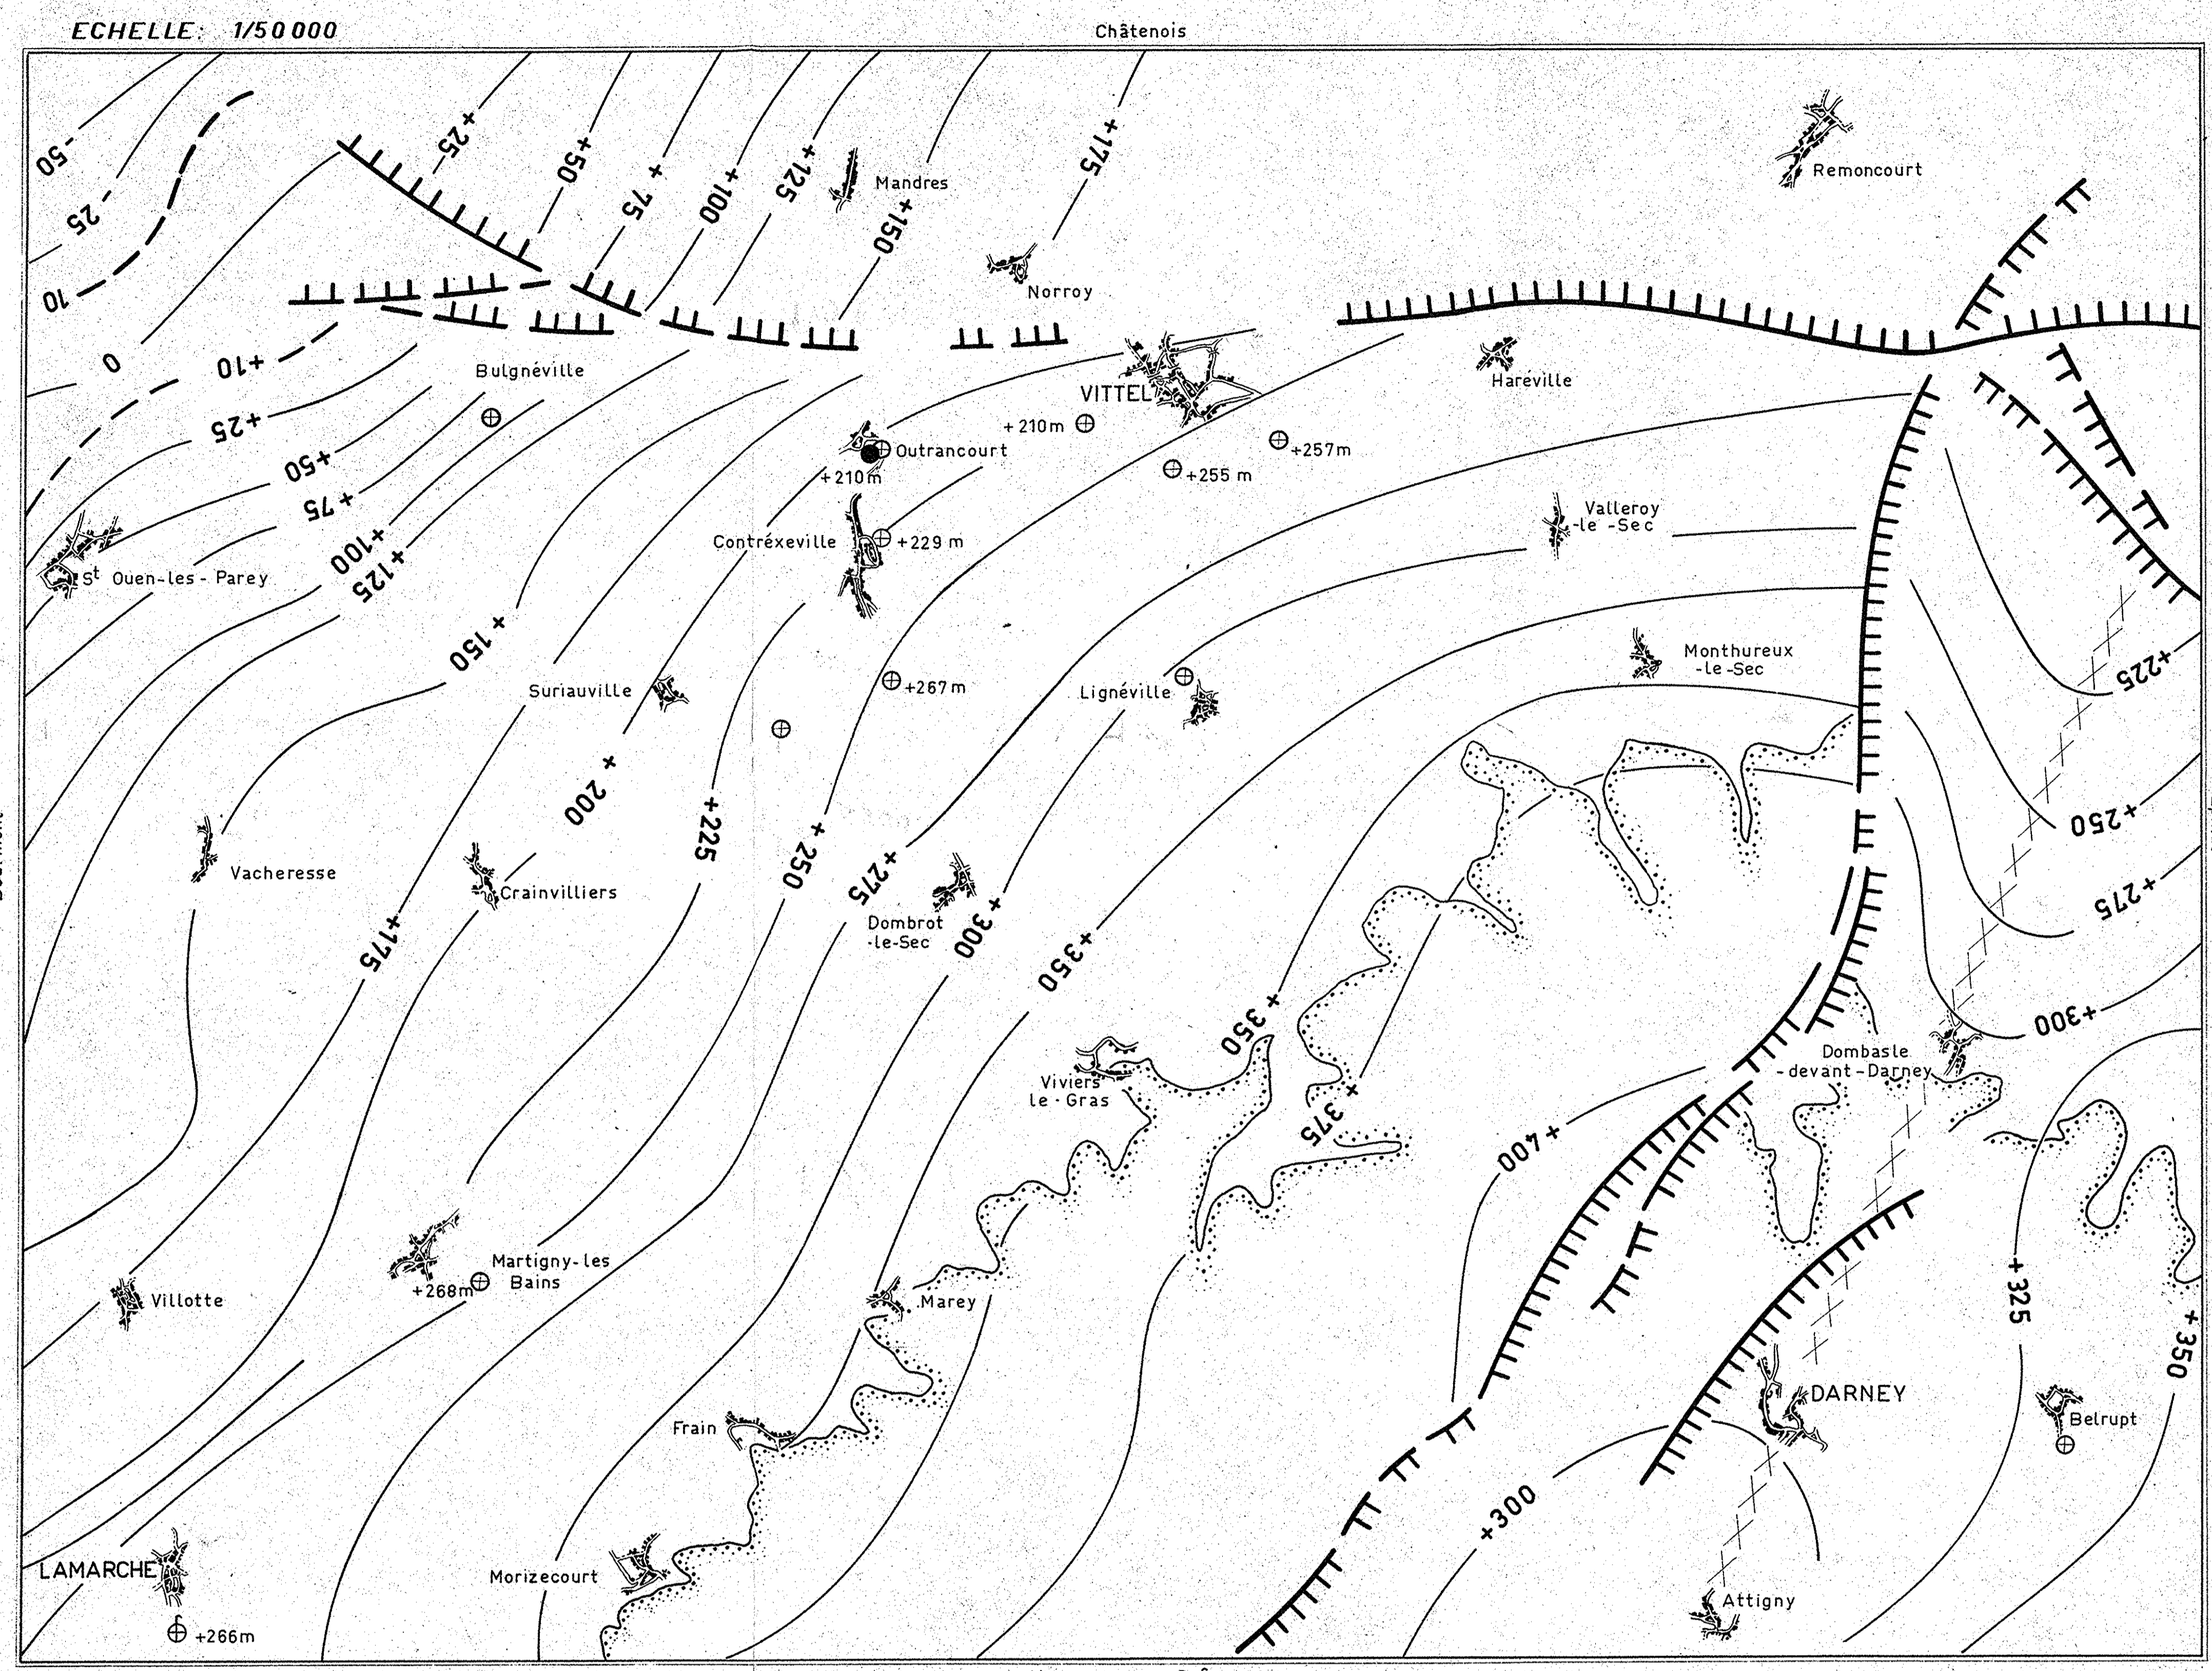 ECHELLE: 1/50 000
Châtenois
-50
-25
+25
+50
+75
+100
+125
Mandres
+150
+175
Remoncourt
10
Norroy
0
+10
Bulgnéville
VITTEL
Haréville
+25
+210m
Outrancourt
+257m
+50
+210m
+255 m
+75
Valleroy
-le-Sec
+100
Contréxeville
+229 m
+125
St Ouen-les-Parey
+150
Monthureux
-le-Sec
+225
Suriauville
+267m
Lignéville
+200
+225
+250
+275
+250
Vacheresse
Crainvilliers
Dombrot
-le-Sec
+300
+275
+175
+350
+350
+300
Dombasle
-devant-Darney
Viviers
le-Gras
+375
+400
Martigny-les
Bains
+268m
Villotte
Marey
+325
+350
DARNEY
Belrupt
Frain
+300
LAMARCHE
Morizecourt
Attigny
+266m